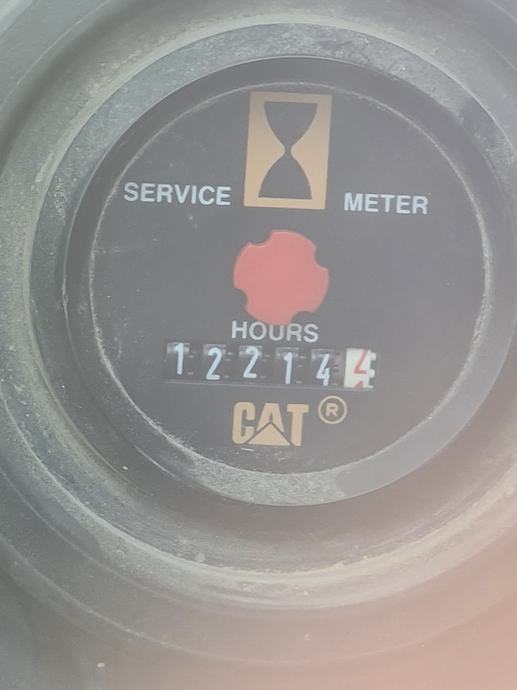 SERVICE METER
HOURS
122144
CAT®